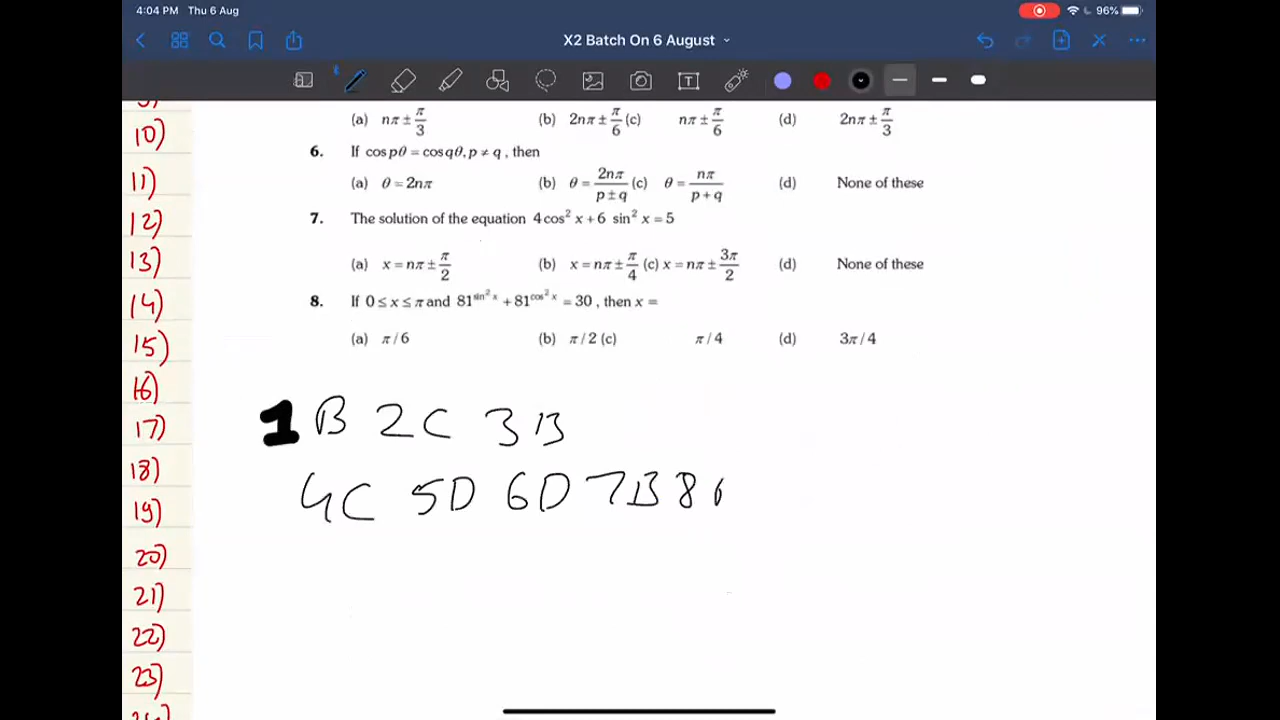 4:04 PM Thu 6 Aug 96%
X2 Batch On 6 August
9)
10)
11)
12)
13)
14)
15)
16)
17)
18)
19)
20)
21)
22)
23)
(a) nπ ± π/3 (b) 2nπ ± π/6 (c) nπ ± π/6 (d) 2nπ ± π/3
6. If cos pθ = cos qθ, p ≠ q , then
(a) θ = 2nπ (b) θ = 2nπ/(p ± q) (c) θ = nπ/(p + q) (d) None of these
7. The solution of the equation 4 cos² x + 6 sin² x = 5
(a) x = nπ ± π/2 (b) x = nπ ± π/4 (c) x = nπ ± 3π/2 (d) None of these
8. If 0 ≤ x ≤ π and 81^(sin² x) + 81^(cos² x) = 30 , then x =
(a) π / 6 (b) π / 2 (c) π / 4 (d) 3π / 4
1 B 2 C 3 B
4 C 5 D 6 D 7 B 8